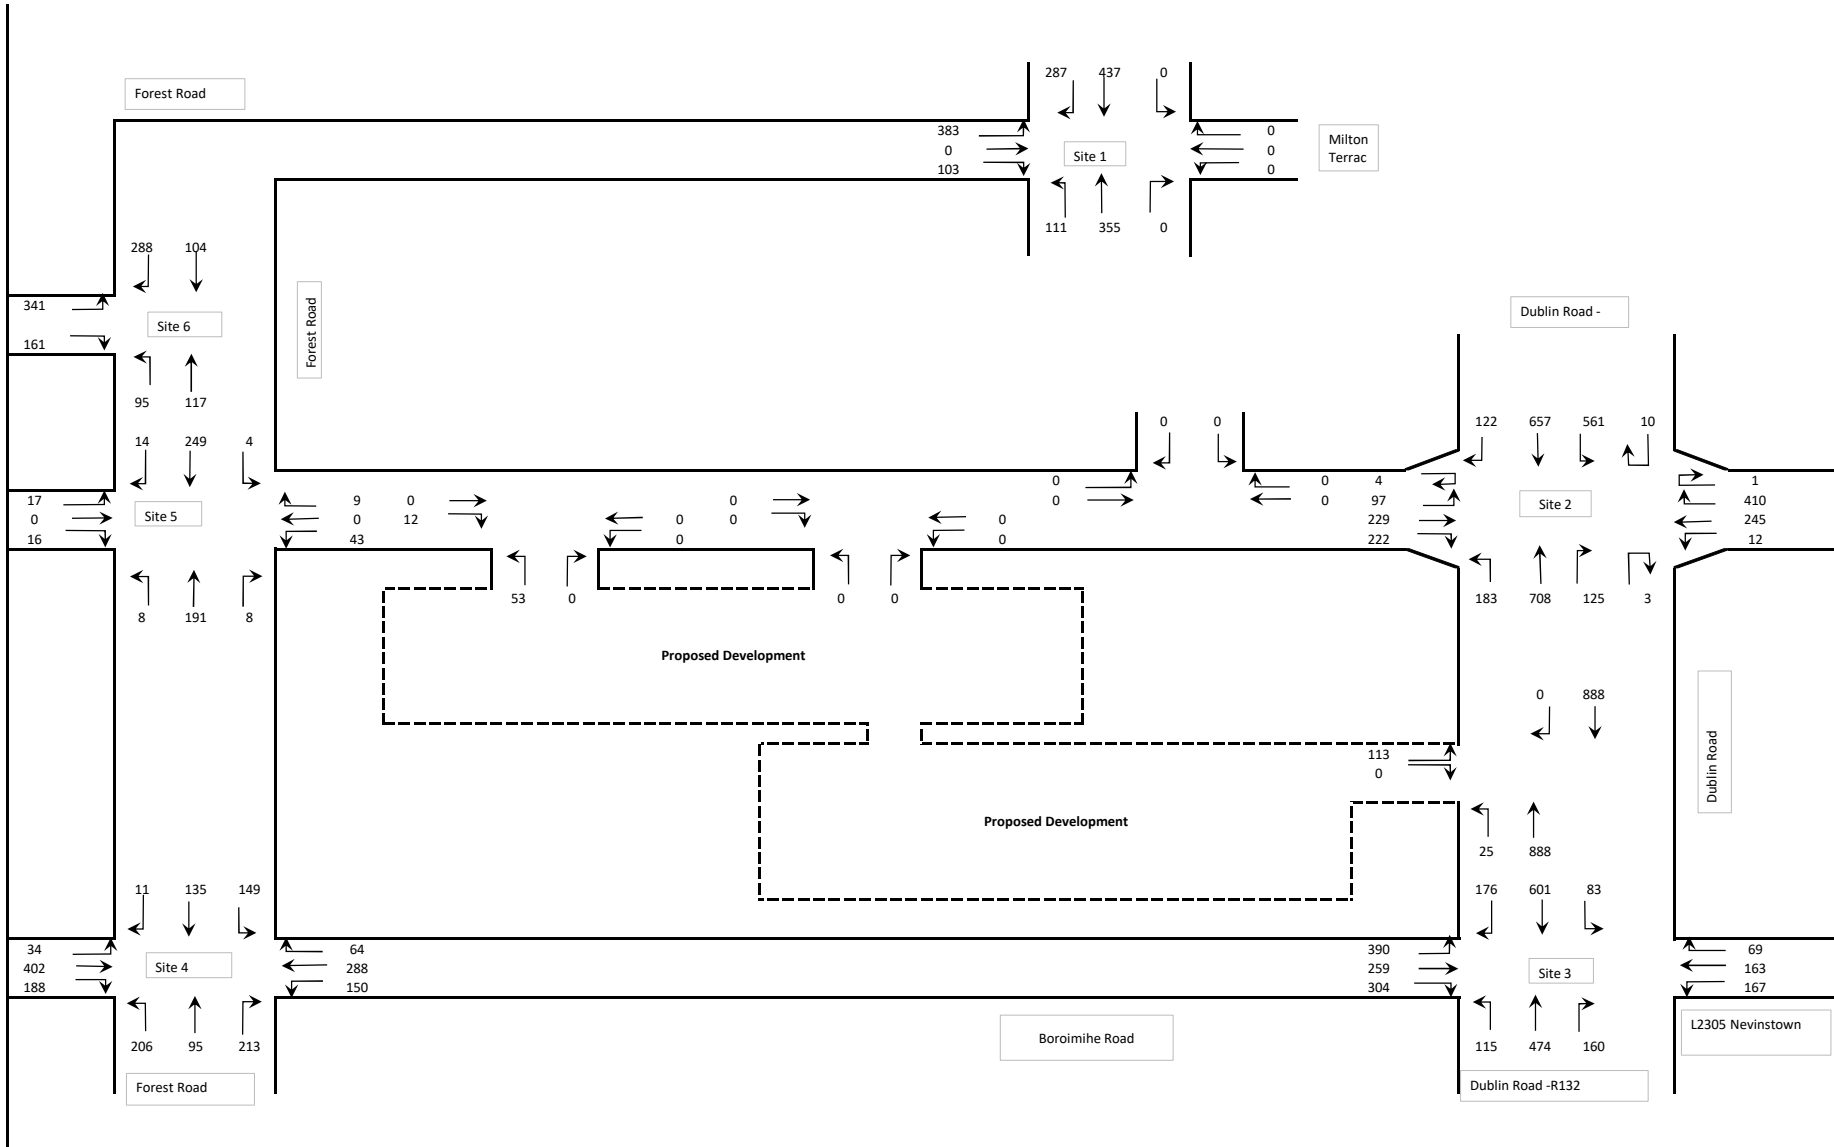 287 437 0
Forest Road
383 0
0 Site 1 0 Milton
Terrac
103 0
111 355 0
288 104
341
Site 6
161
Forest Road
Dublin Road -
95 117
14 249 4
0 0
122 657 561 10
17 9 0 0 0 0 4 1
0 Site 5 0 12 0 0 0 0 0 97 Site 2 410
16 43 0 0 229 245
222 12
53 0 0 0
183 708 125 3
8 191 8
Proposed Development
0 888
113
0
Dublin Road
Proposed Development
25 888
11 135 149
176 601 83
34 64 390 69
402 Site 4 288 259 Site 3 163
188 150 304 167
L2305 Nevinstown
Boroimihe Road
206 95 213
115 474 160
Forest Road
Dublin Road -R132